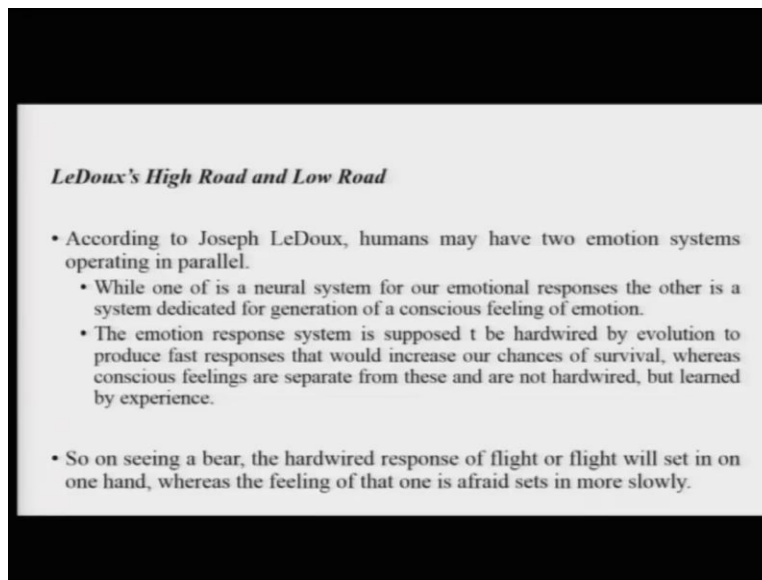 LeDoux's High Road and Low Road
• According to Joseph LeDoux, humans may have two emotion systems
operating in parallel.
• While one of is a neural system for our emotional responses the other is a
system dedicated for generation of a conscious feeling of emotion.
• The emotion response system is supposed t be hardwired by evolution to
produce fast responses that would increase our chances of survival, whereas
conscious feelings are separate from these and are not hardwired, but learned
by experience.
• So on seeing a bear, the hardwired response of flight or flight will set in on
one hand, whereas the feeling of that one is afraid sets in more slowly.